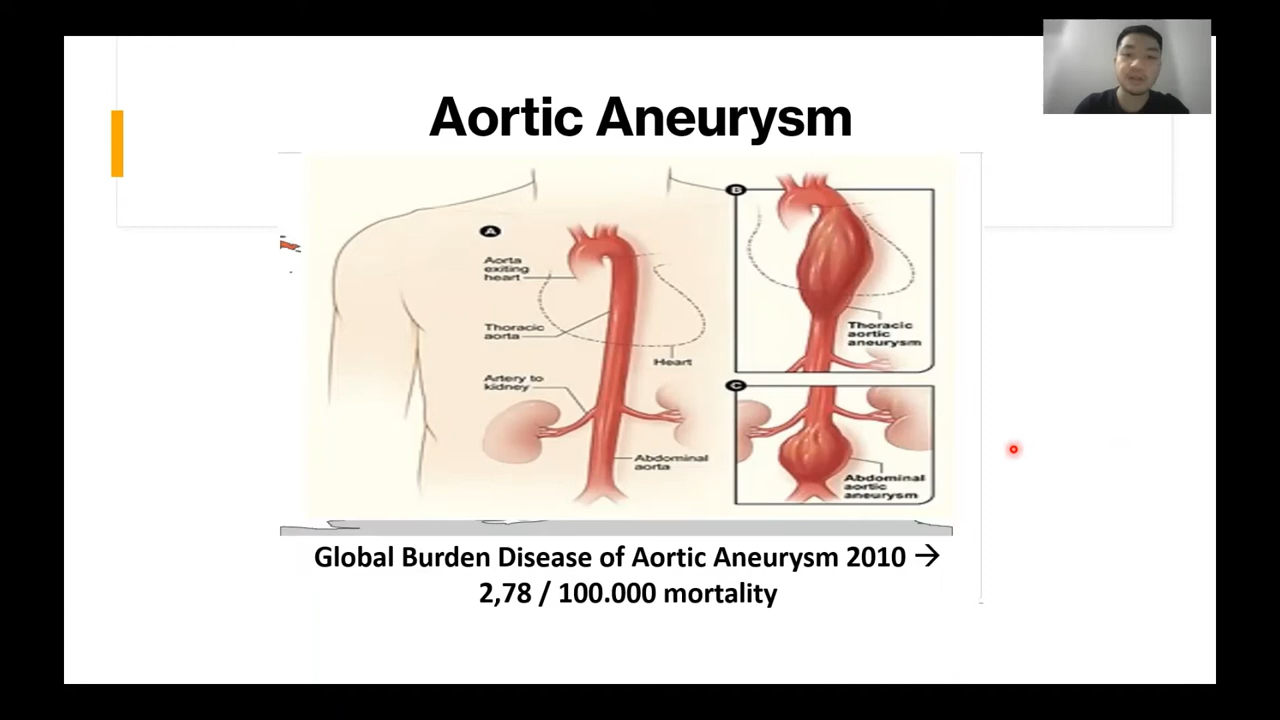 Aortic Aneurysm
A
Aorta
exiting
heart
Thoracic
aorta
Heart
Artery to
kidney
Abdominal
aorta
B
Thoracic
aortic
aneurysm
C
Abdominal
aortic
aneurysm
Global Burden Disease of Aortic Aneurysm 2010 →
2,78 / 100.000 mortality